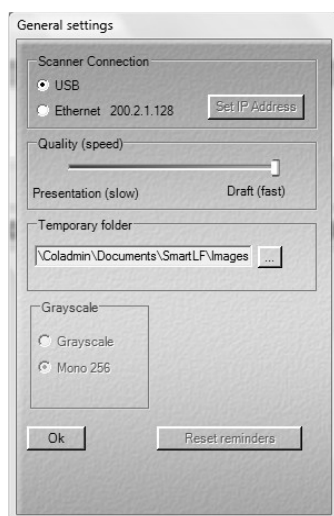 General settings
Scanner Connection
USB
Ethernet 200.2.1.128 Set IP Address
Quality (speed)
Presentation (slow) Draft (fast)
Temporary folder
\Coladmin\Documents\SmartLF\Images ...
Grayscale
Grayscale
Mono 256
Ok Reset reminders